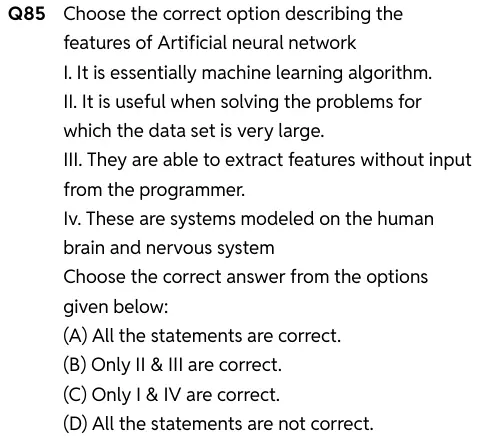 Q85 Choose the correct option describing the
features of Artificial neural network
I. It is essentially machine learning algorithm.
II. It is useful when solving the problems for
which the data set is very large.
III. They are able to extract features without input
from the programmer.
Iv. These are systems modeled on the human
brain and nervous system
Choose the correct answer from the options
given below:
(A) All the statements are correct.
(B) Only II & III are correct.
(C) Only I & IV are correct.
(D) All the statements are not correct.